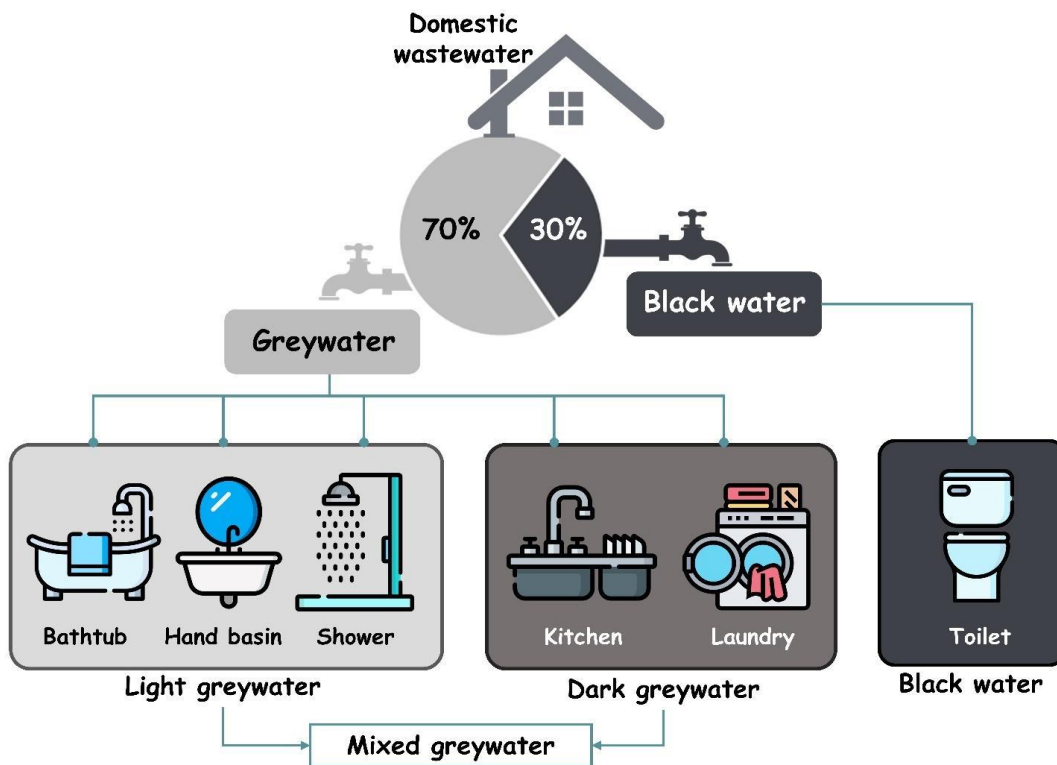 Domestic
wastewater
70%
30%
Black water
Greywater
Bathtub
Hand basin
Shower
Kitchen
Laundry
Toilet
Light greywater
Dark greywater
Black water
Mixed greywater